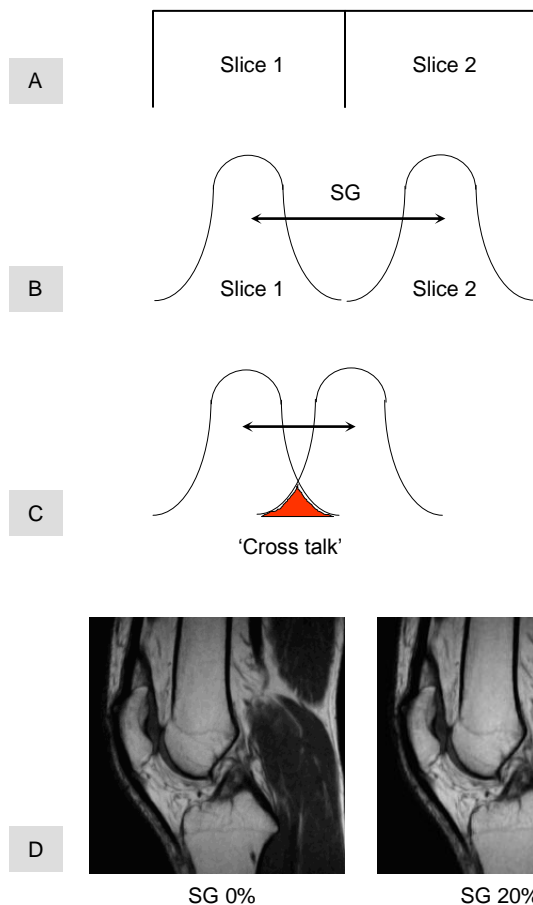 A
Slice 1
Slice 2
SG
B
Slice 1
Slice 2
C
'Cross talk'
D
SG 0%
SG 20%